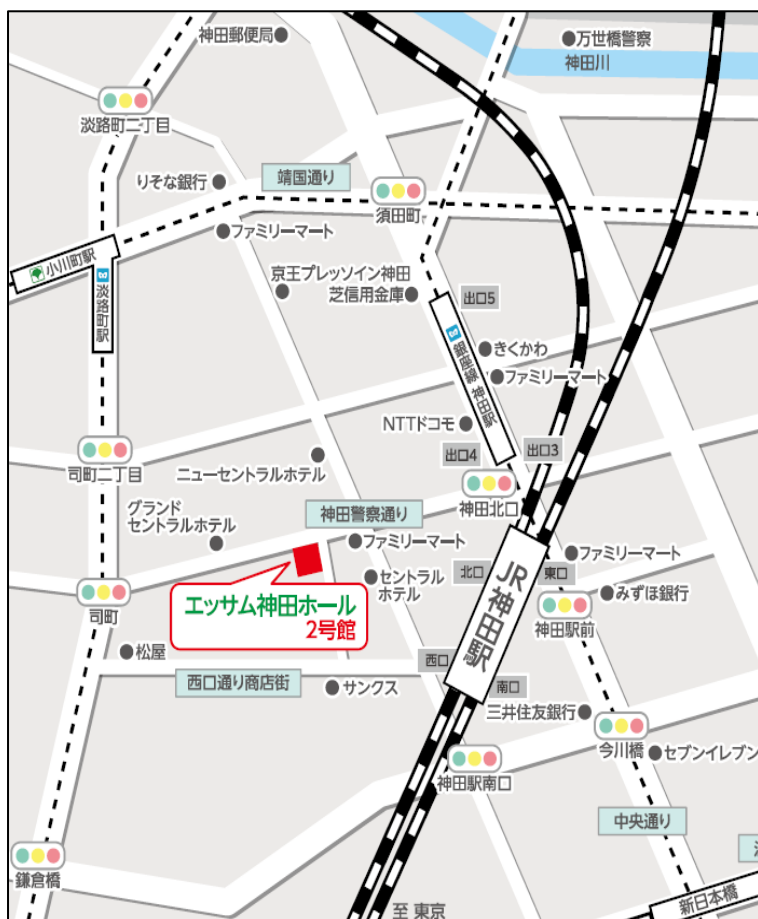 神田郵便局
万世橋警察
神田川
淡路町二丁目
靖国通り
りそな銀行
須田町
ファミリーマート
小川町駅
淡路町駅
京王プレッソイン神田
芝信用金庫
出口5
銀座線 神田駅
きくかわ
ファミリーマート
NTTドコモ
出口4
出口3
司町二丁目
ニューセントラルホテル
神田北口
グランド
セントラルホテル
神田警察通り
ファミリーマート
ファミリーマート
セントラル
ホテル
北口
JR神田駅
東口
みずほ銀行
エッサム神田ホール
2号館
司町
神田駅前
松屋
西口
西口通り商店街
サンクス
南口
三井住友銀行
今川橋
セブンイレブン
神田駅南口
中央通り
鎌倉橋
新日本橋
至 東京